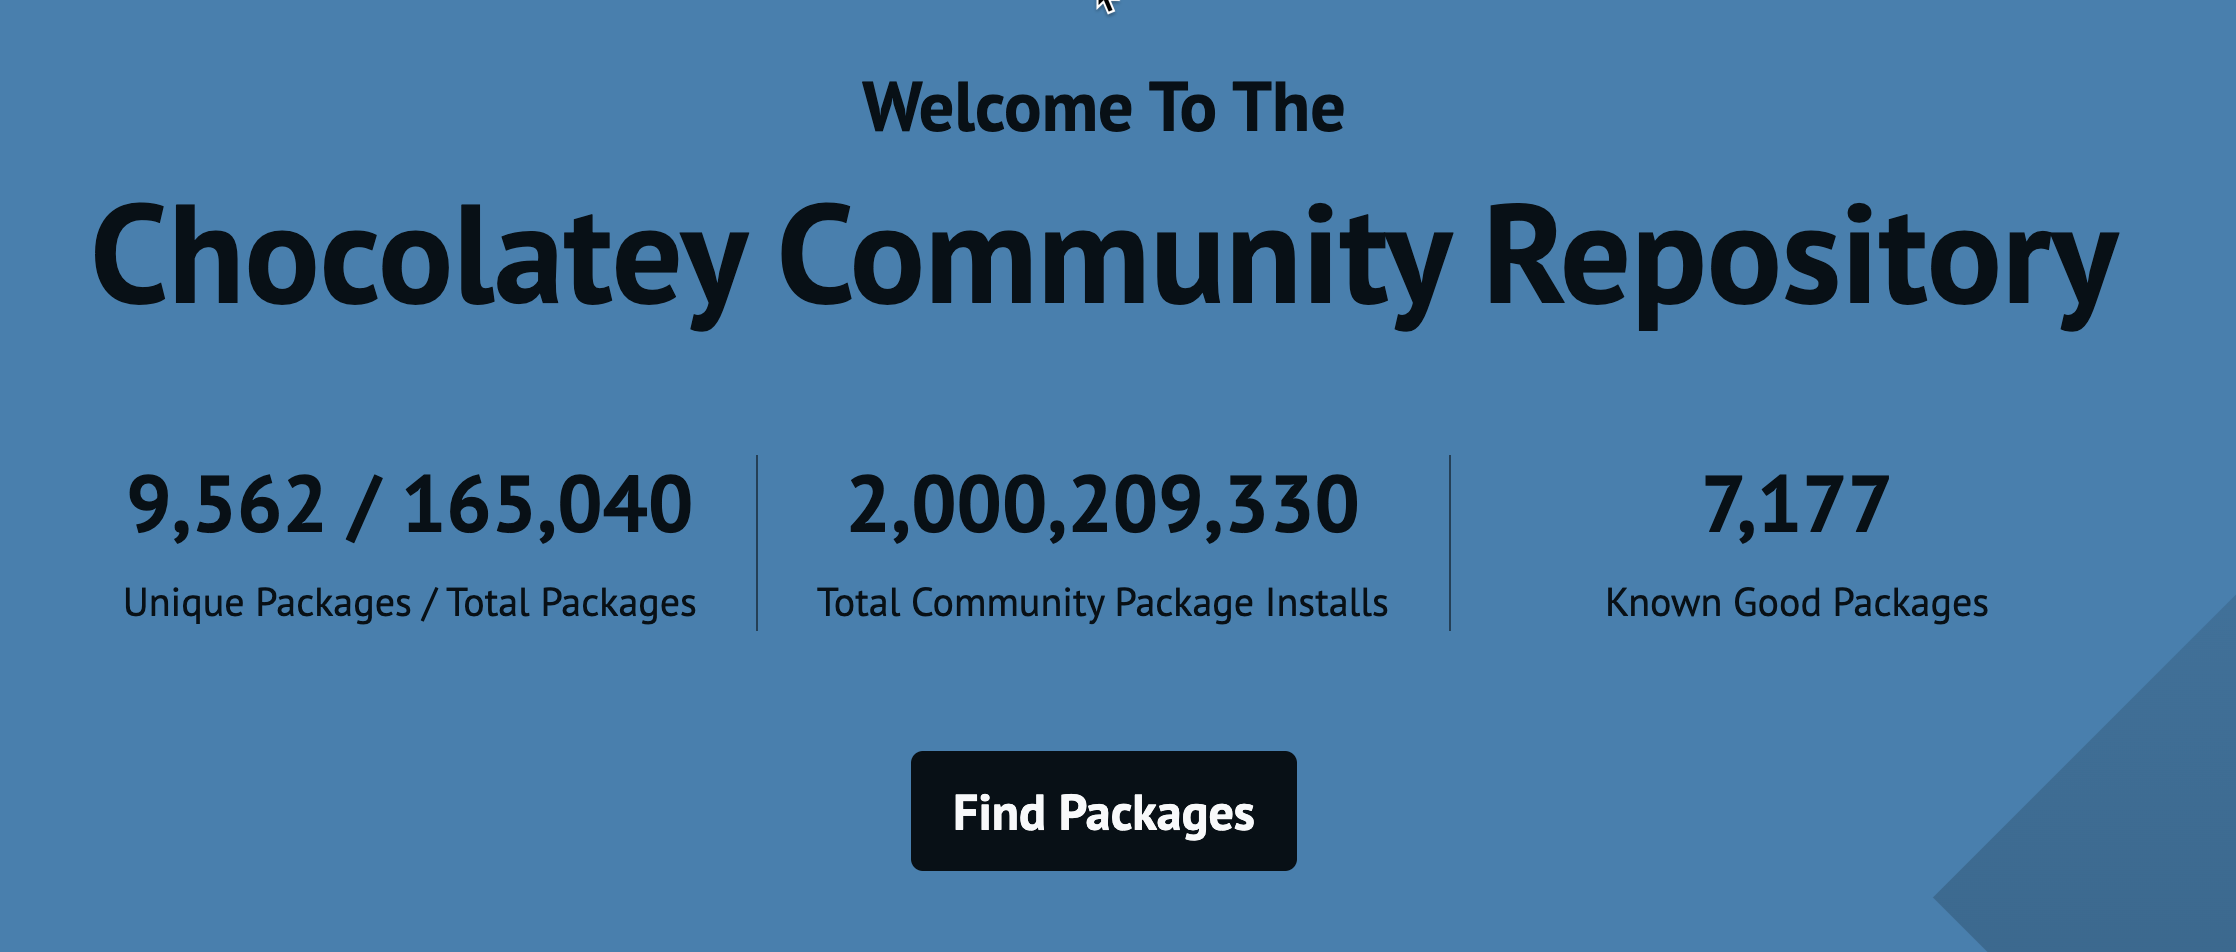 Welcome To The
Chocolatey Community Repository
9,562 / 165,040
Unique Packages / Total Packages
2,000,209,330
Total Community Package Installs
7,177
Known Good Packages
Find Packages